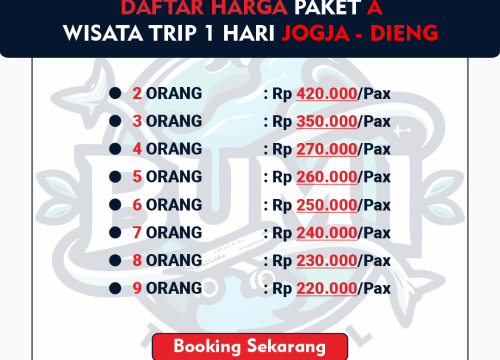 DAFTAR HARGA PAKET A
WISATA TRIP 1 HARI JOGJA - DIENG
2 ORANG : Rp 420.000/Pax
3 ORANG : Rp 350.000/Pax
4 ORANG : Rp 270.000/Pax
5 ORANG : Rp 260.000/Pax
6 ORANG : Rp 250.000/Pax
7 ORANG : Rp 240.000/Pax
8 ORANG : Rp 230.000/Pax
9 ORANG : Rp 220.000/Pax
BUMI
Booking Sekarang